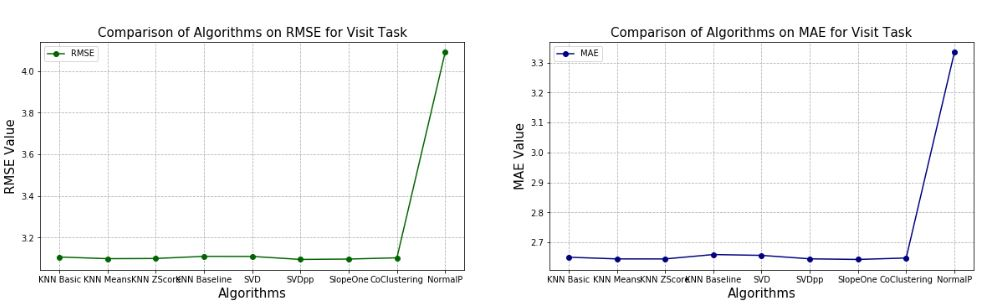 Comparison of Algorithms on RMSE for Visit Task
RMSE
4.0
3.8
3.6
3.4
3.2
RMSE Value
KNN Basic KNN Means KNN ZScore KNN Baseline SVD SVDpp SlopeOne CoClustering NormalP
Algorithms
Comparison of Algorithms on MAE for Visit Task
MAE
3.3
3.2
3.1
3.0
2.9
2.8
2.7
MAE Value
KNN Basic KNN Means KNN ZScore KNN Baseline SVD SVDpp SlopeOne CoClustering NormalP
Algorithms